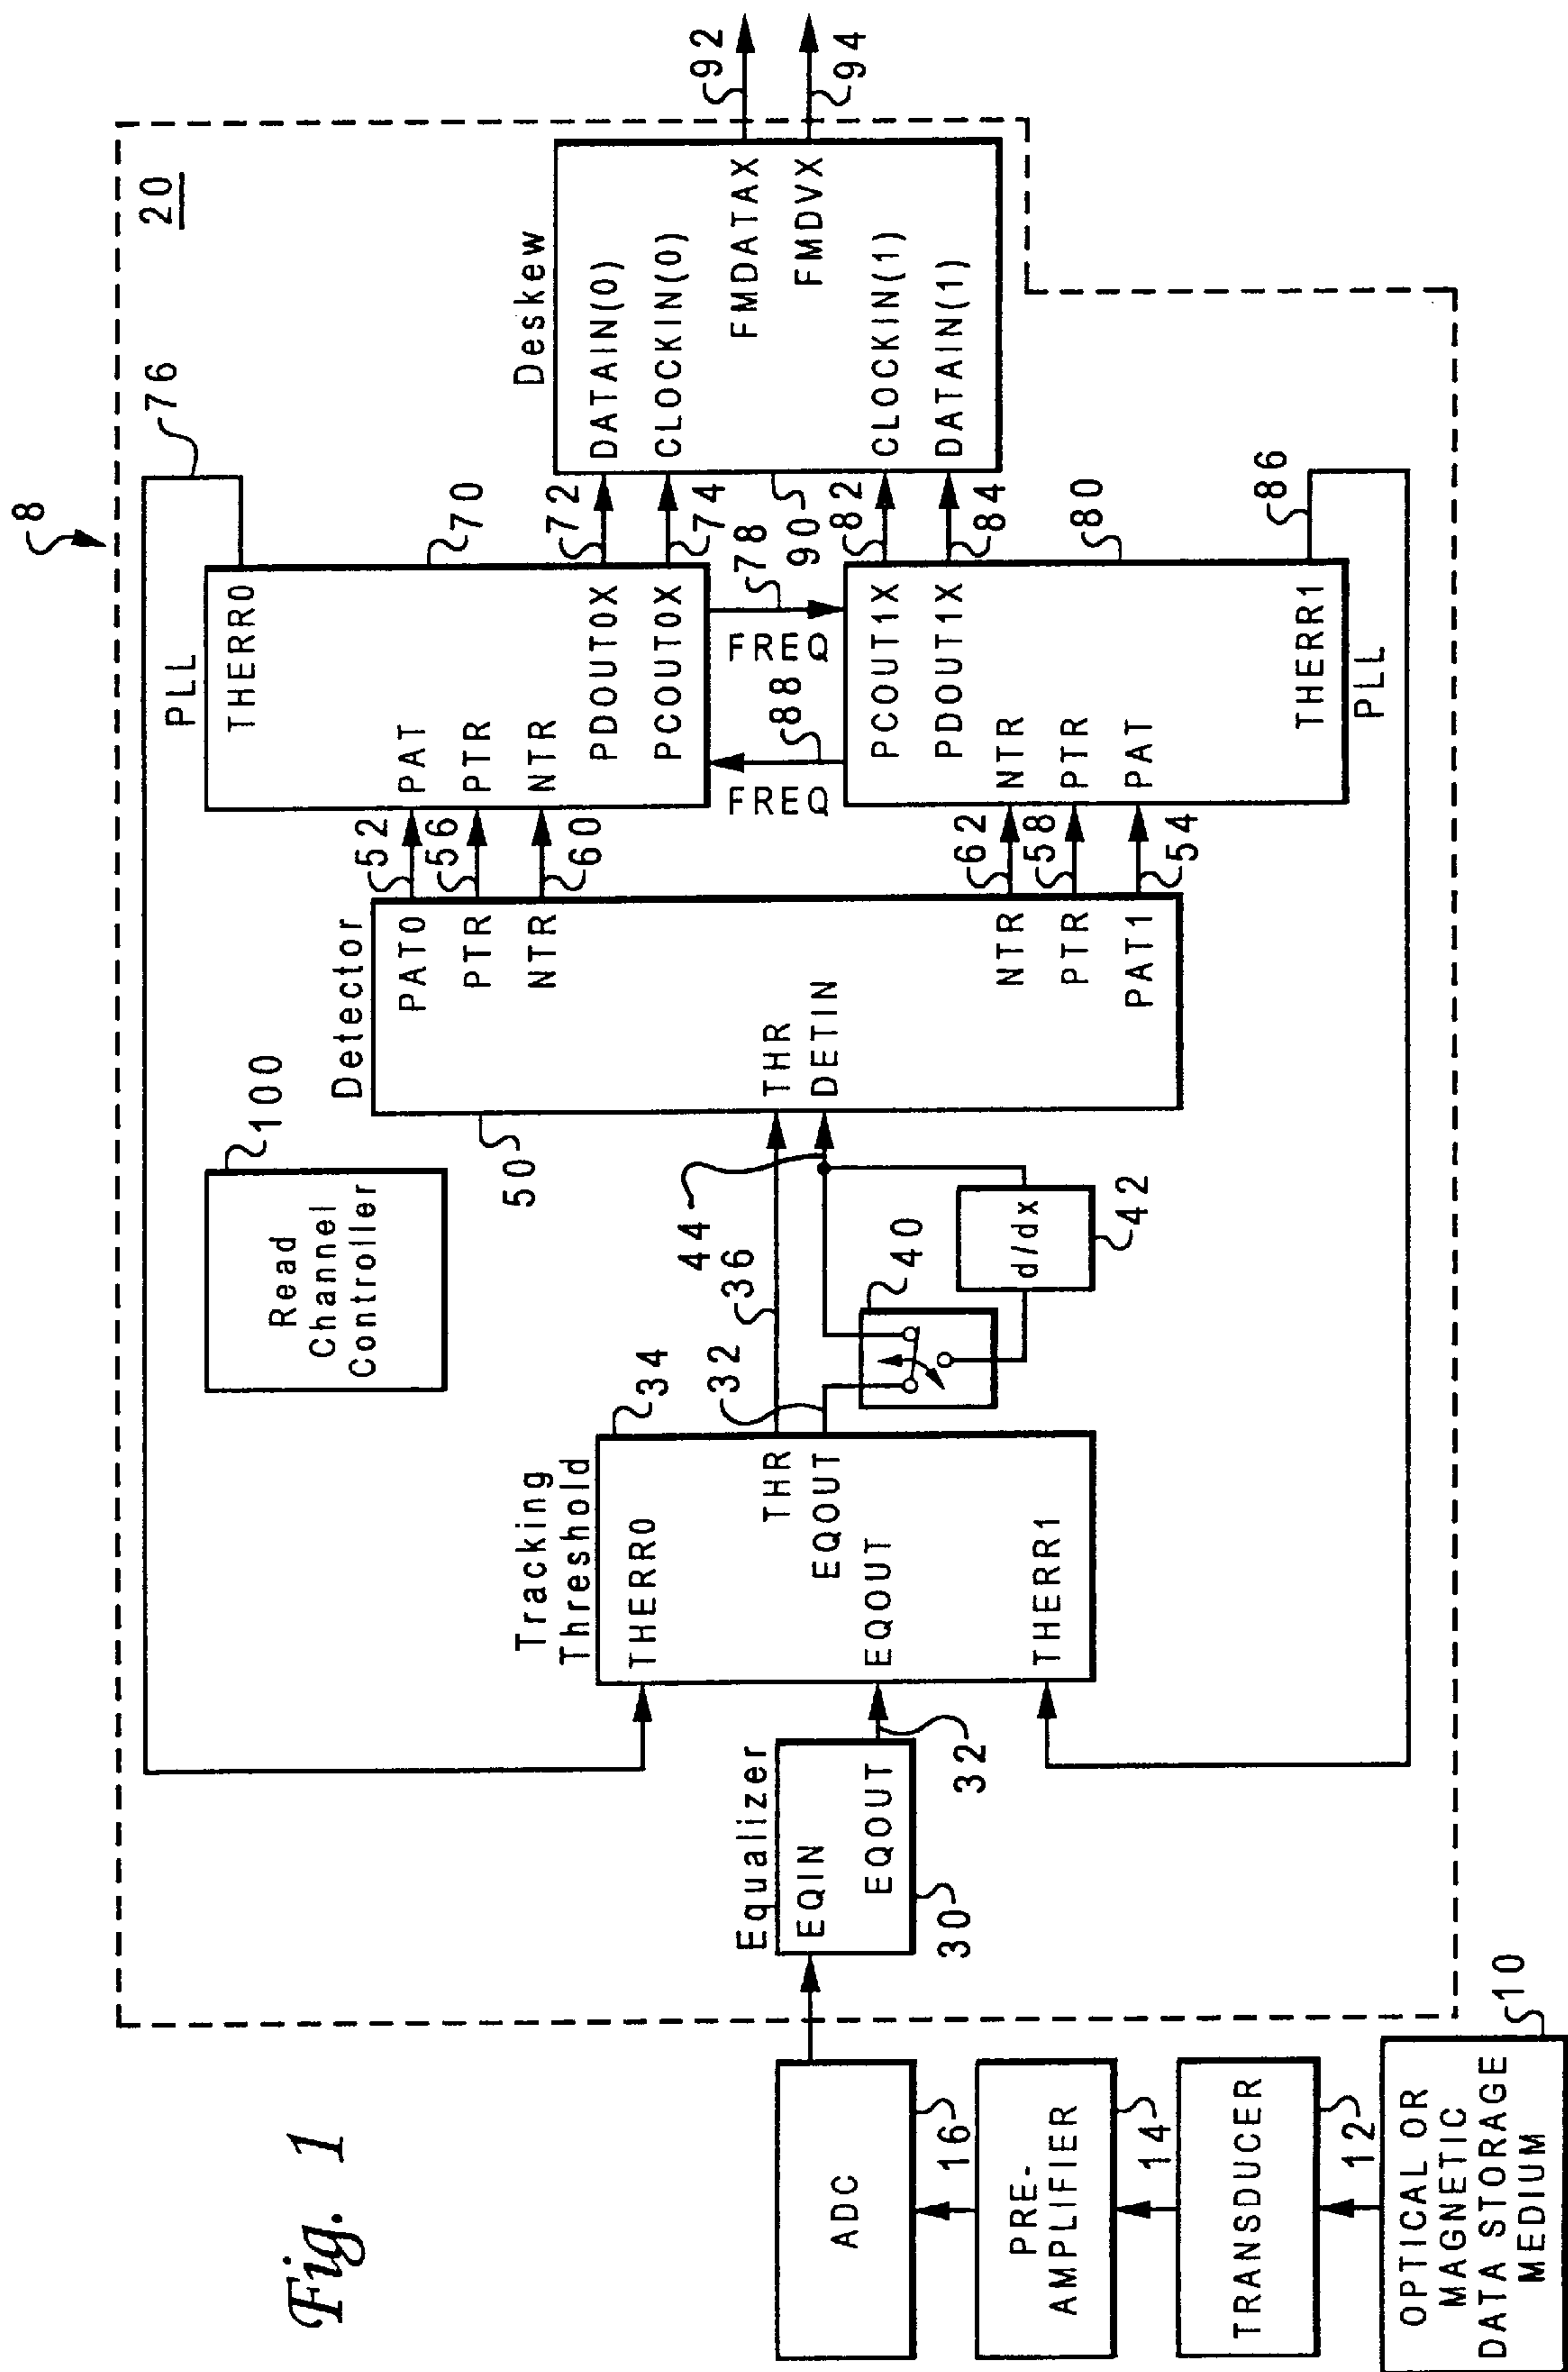 Fig. 1
8
20
OPTICAL OR
MAGNETIC
DATA STORAGE
MEDIUM
10
TRANSDUCER
12
PRE-
AMPLIFIER
14
ADC
16
Equalizer
EQIN
EQOUT
30
32
Tracking
Threshold
THERR0
THR
EQOUT
EQOUT
THERR1
34
32
36
44
40
d/dx
42
Read
Channel
Controller
100
Detector
PAT0
PTR
NTR
THR
DETIN
NTR
PTR
PAT1
50
52
56
60
62
58
54
PLL
THERR0
PAT
PTR
NTR
PDOUT0X
PCOUT0X
70
76
72
74
FREQ
88
FREQ
78
PCOUT1X
PDOUT1X
NTR
PTR
PAT
THERR1
PLL
80
86
82
84
90
Deskew
DATAIN(0)
CLOCKIN(0)
FMDATAX
FMDVX
CLOCKIN(1)
DATAIN(1)
92
94